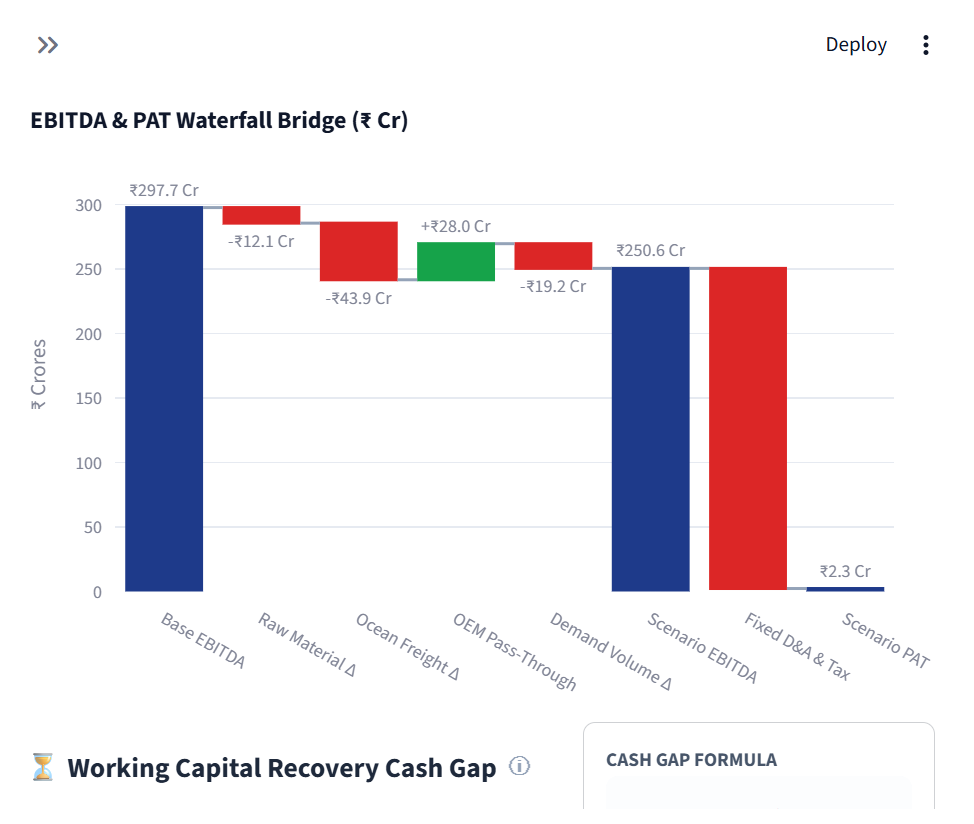 Deploy
EBITDA & PAT Waterfall Bridge (₹ Cr)
₹297.7 Cr
-₹12.1 Cr
-₹43.9 Cr
+₹28.0 Cr
-₹19.2 Cr
₹250.6 Cr
₹2.3 Cr
300
250
200
150
100
50
0
₹ Crores
Base EBITDA
Raw Material Δ
Ocean Freight Δ
OEM Pass-Through
Demand Volume Δ
Scenario EBITDA
Fixed D&A & Tax
Scenario PAT
⏳ Working Capital Recovery Cash Gap
CASH GAP FORMULA